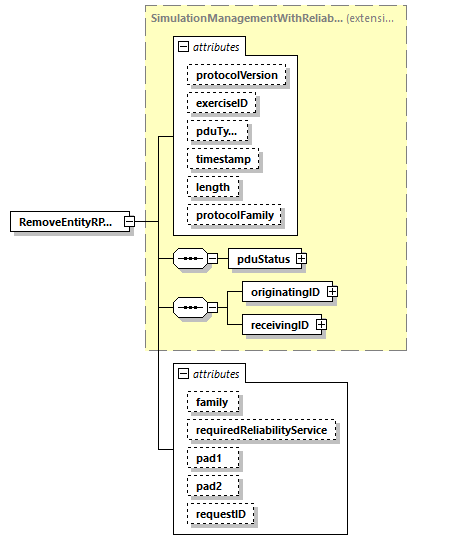 SimulationManagementWithReliab... (extensi...
attributes
protocolVersion
exerciseID
pduTy...
timestamp
length
protocolFamily
RemoveEntityRP...
pduStatus
originatingID
receivingID
attributes
family
requiredReliabilityService
pad1
pad2
requestID